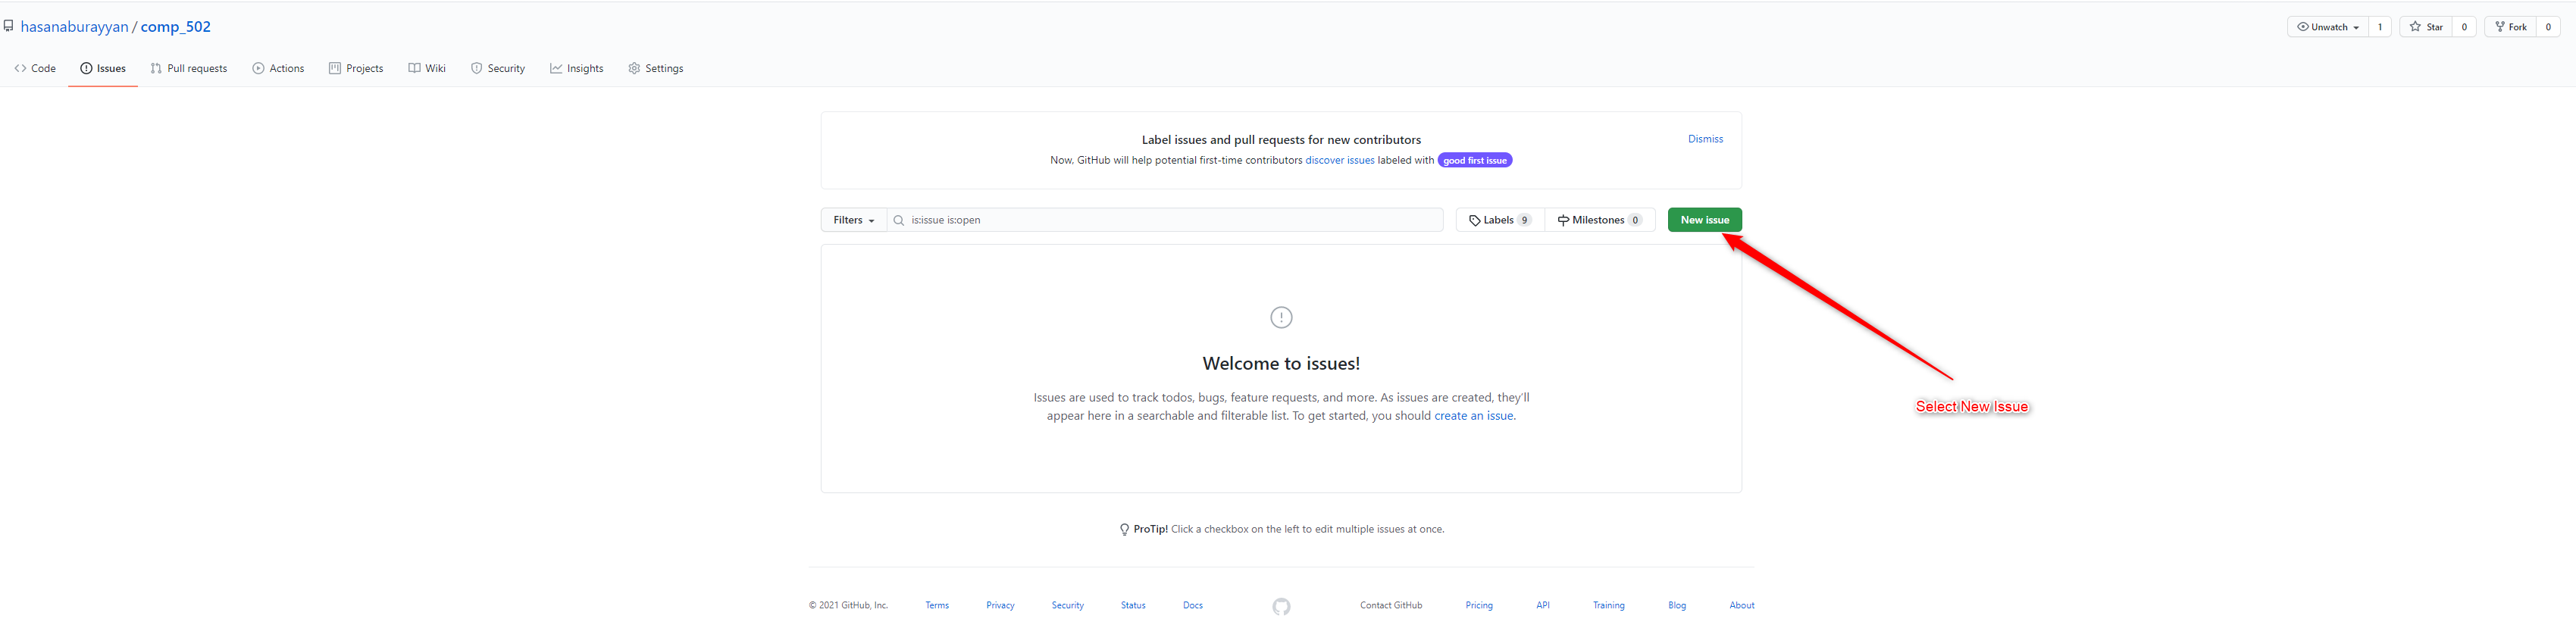 hasanaburayyan / comp_502
Unwatch 1 Star 0 Fork 0
Code Issues Pull requests Actions Projects Wiki Security Insights Settings
Label issues and pull requests for new contributors
Dismiss
Now, GitHub will help potential first-time contributors discover issues labeled with good first issue
Filters is:issue is:open Labels 9 Milestones 0 New issue
Welcome to issues!
Issues are used to track todos, bugs, feature requests, and more. As issues are created, they'll
appear here in a searchable and filterable list. To get started, you should create an issue.
Select New Issue
ProTip! Click a checkbox on the left to edit multiple issues at once.
© 2021 GitHub, Inc. Terms Privacy Security Status Docs Contact GitHub Pricing API Training Blog About